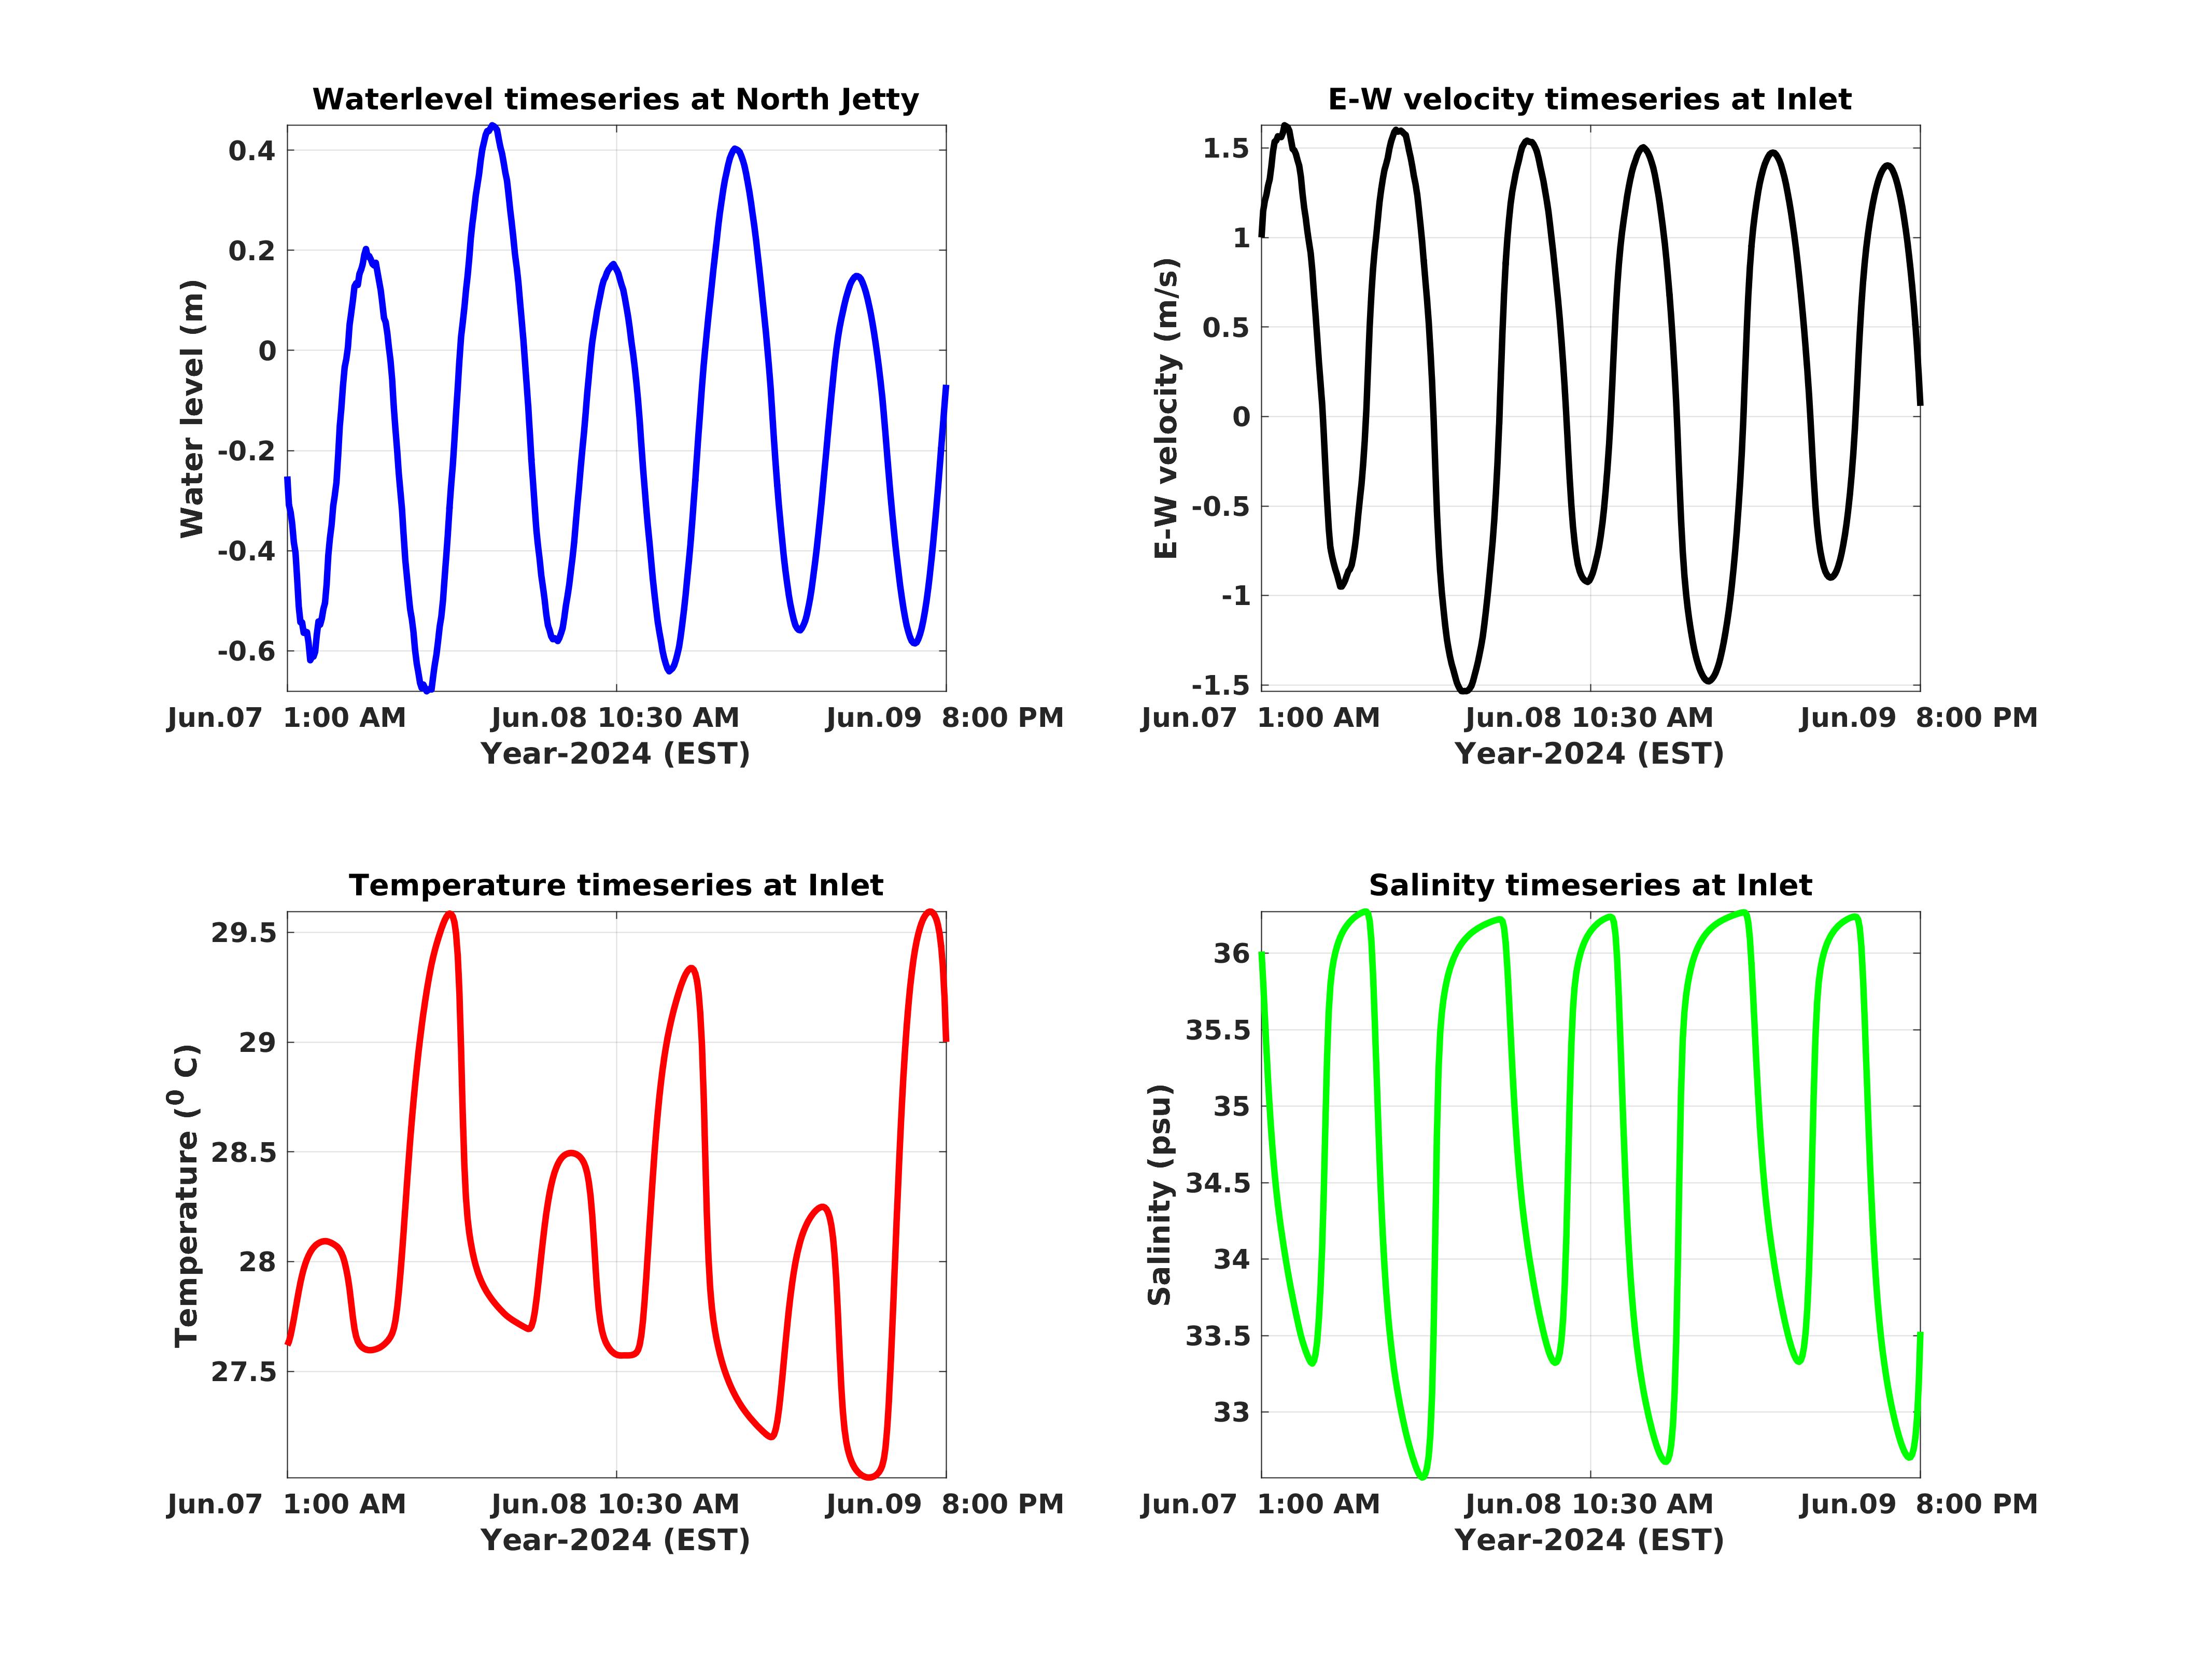 Waterlevel timeseries at North Jetty
Water level (m)
0.4
0.2
0
-0.2
-0.4
-0.6
Jun.07 1:00 AM
Jun.08 10:30 AM
Jun.09 8:00 PM
Year-2024 (EST)
E-W velocity timeseries at Inlet
E-W velocity (m/s)
1.5
1
0.5
0
-0.5
-1
-1.5
Jun.07 1:00 AM
Jun.08 10:30 AM
Jun.09 8:00 PM
Year-2024 (EST)
Temperature timeseries at Inlet
Temperature (⁰ C)
29.5
29
28.5
28
27.5
Jun.07 1:00 AM
Jun.08 10:30 AM
Jun.09 8:00 PM
Year-2024 (EST)
Salinity timeseries at Inlet
Salinity (psu)
36
35.5
35
34.5
34
33.5
33
Jun.07 1:00 AM
Jun.08 10:30 AM
Jun.09 8:00 PM
Year-2024 (EST)